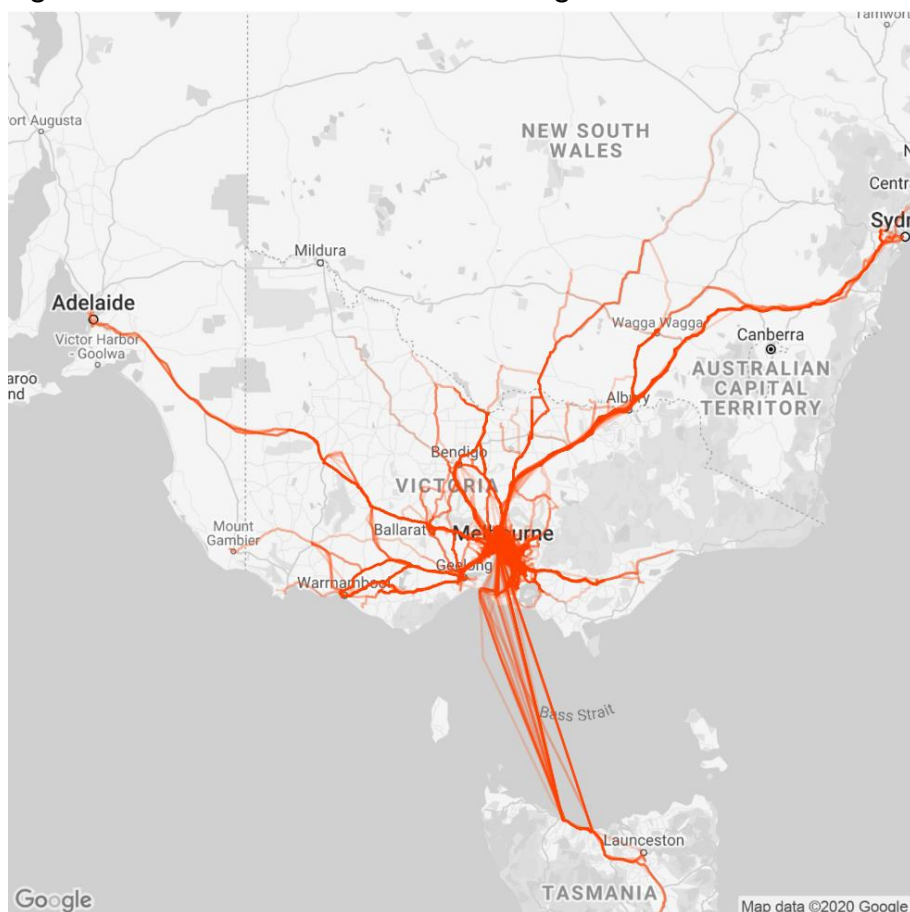 Tamworth
ort Augusta
NEW SOUTH
WALES
N
Centr
Sydn
Mildura
Adelaide
Victor Harbor
- Goolwa
aroo
nd
Wagga Wagga
Canberra
AUSTRALIAN
CAPITAL
TERRITORY
Albury
Bendigo
VICTORIA
Ballarat
Melbourne
Mount
Gambier
Geelong
Warrnambool
Bass Strait
Launceston
TASMANIA
Google
Map data ©2020 Google